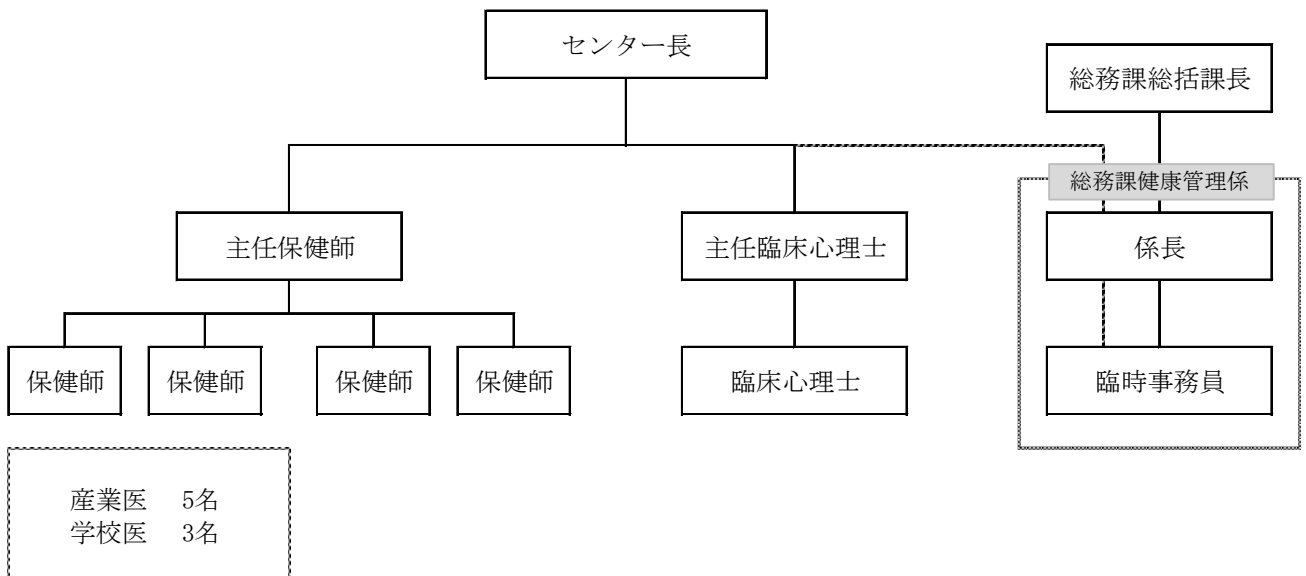 センター長
総務課総括課長
総務課健康管理係
主任保健師
主任臨床心理士
係長
保健師
保健師
保健師
保健師
臨床心理士
臨時事務員
産業医 5名
学校医 3名